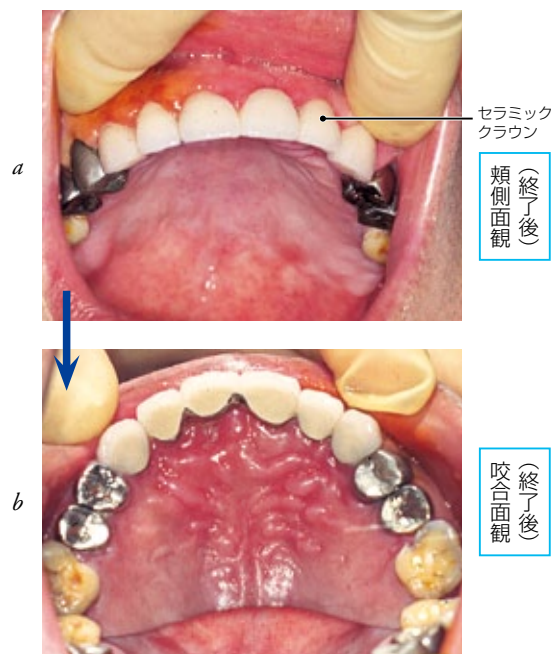 a
セラミック
クラウン
（終了後）
頬側面観
b
（終了後）
咬合面観